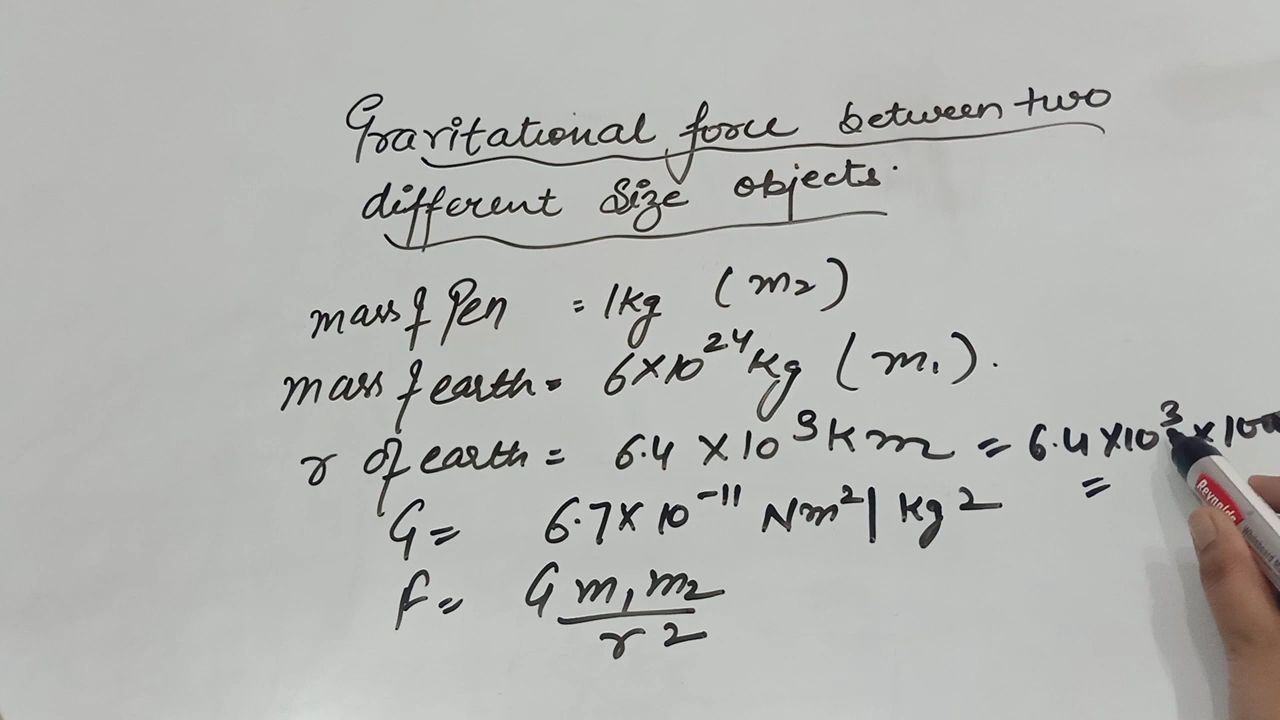 Gravitational force between two
different size objects.
mass of Pen = 1kg (m2)
mass of earth = 6×10^24 kg (m1).
r of earth = 6.4 ×10^3 km = 6.4 ×10^3 ×
=
G = 6.7×10^-11 Nm^2/kg^2
F = G m1 m2
r2
Reynolds